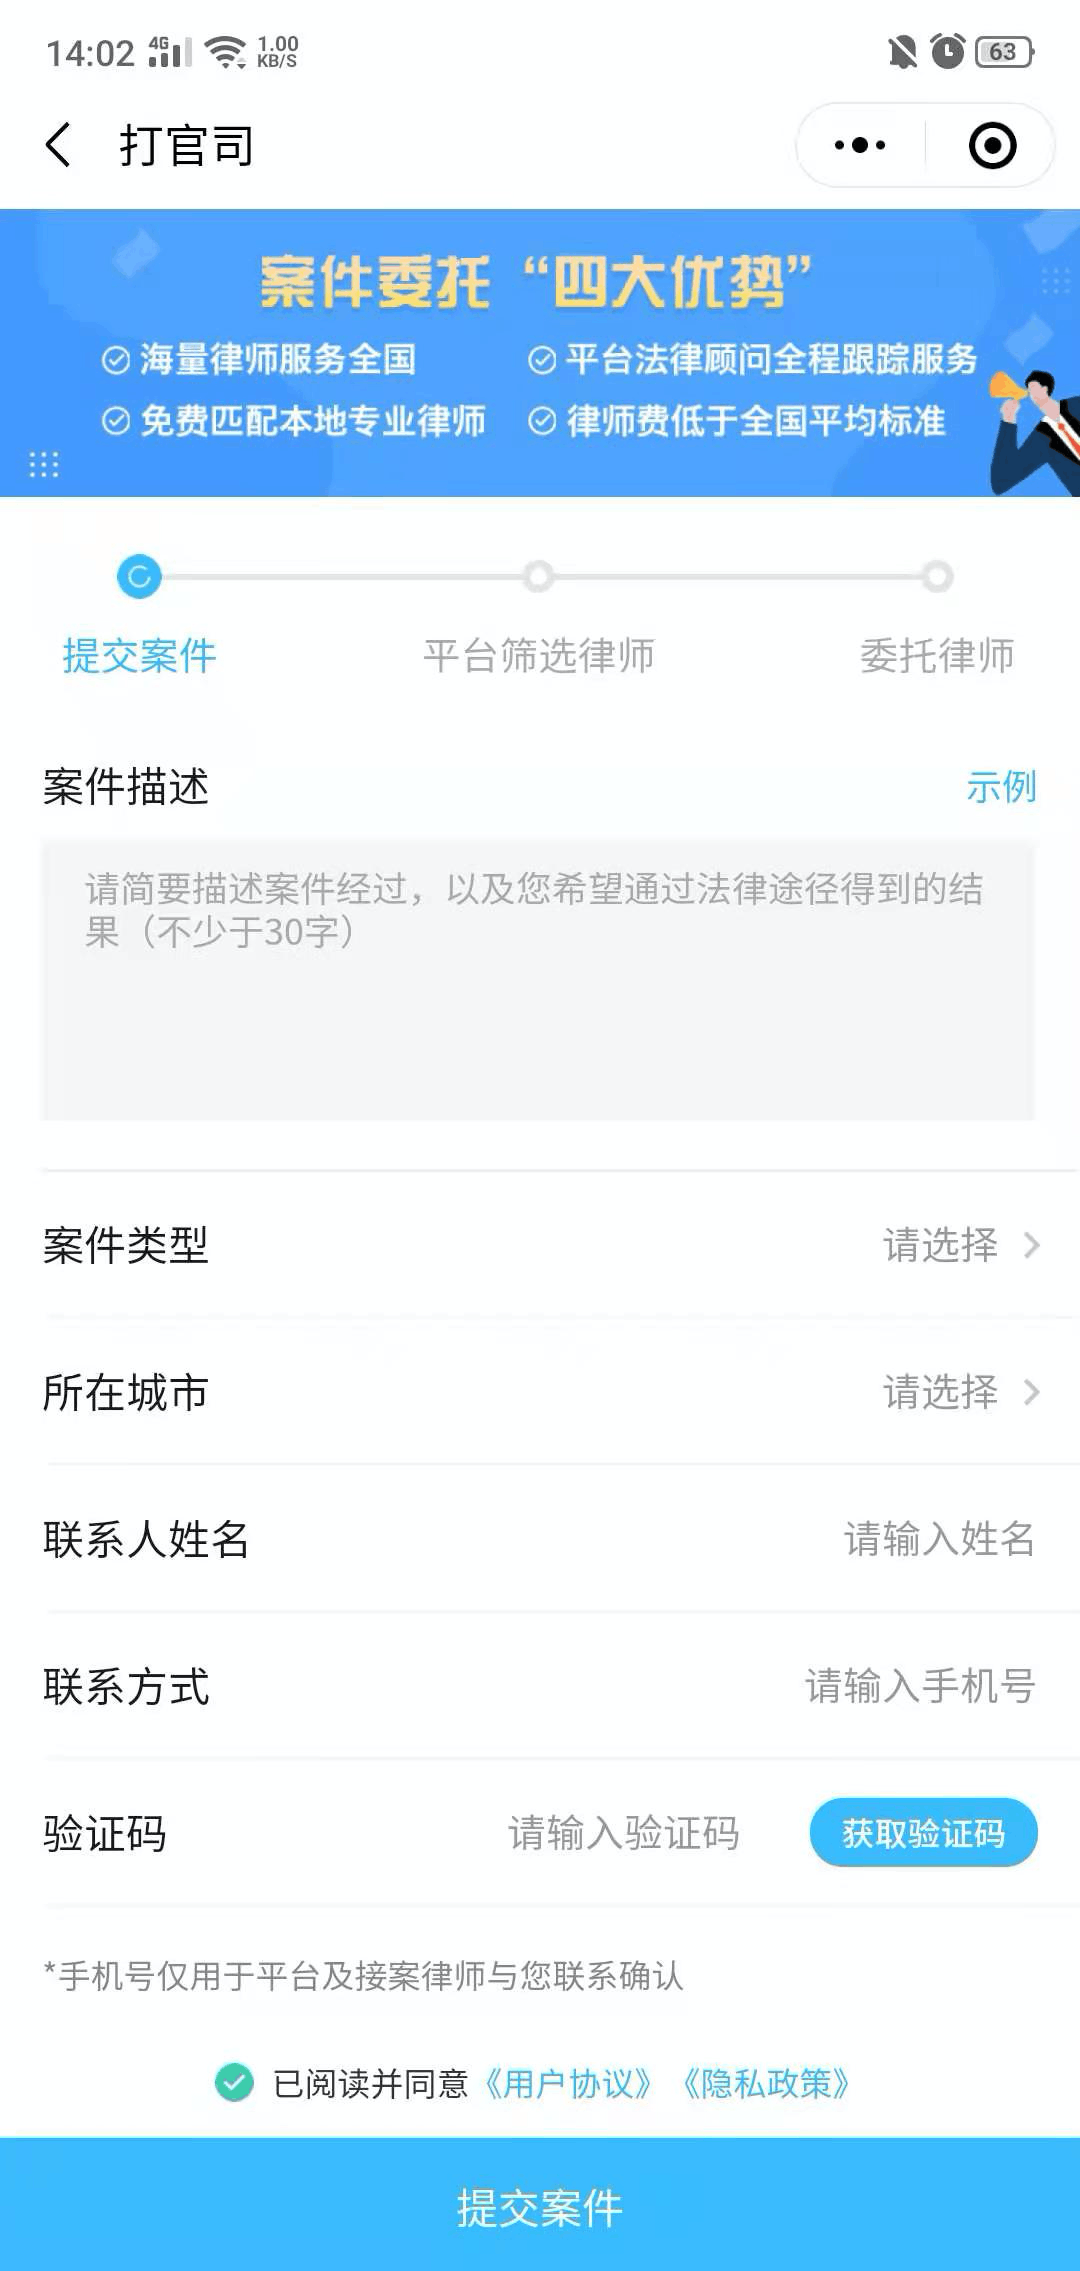 14:02 4G 1.00 KB/S 63
打官司
案件委托 “四大优势”
海量律师服务全国 平台法律顾问全程跟踪服务
免费匹配本地专业律师 律师费低于全国平均标准
提交案件 平台筛选律师 委托律师
案件描述 示例
请简要描述案件经过，以及您希望通过法律途径得到的结
果（不少于30字）
案件类型 请选择
所在城市 请选择
联系人姓名 请输入姓名
联系方式 请输入手机号
验证码 请输入验证码 获取验证码
*手机号仅用于平台及接案律师与您联系确认
已阅读并同意《用户协议》《隐私政策》
提交案件